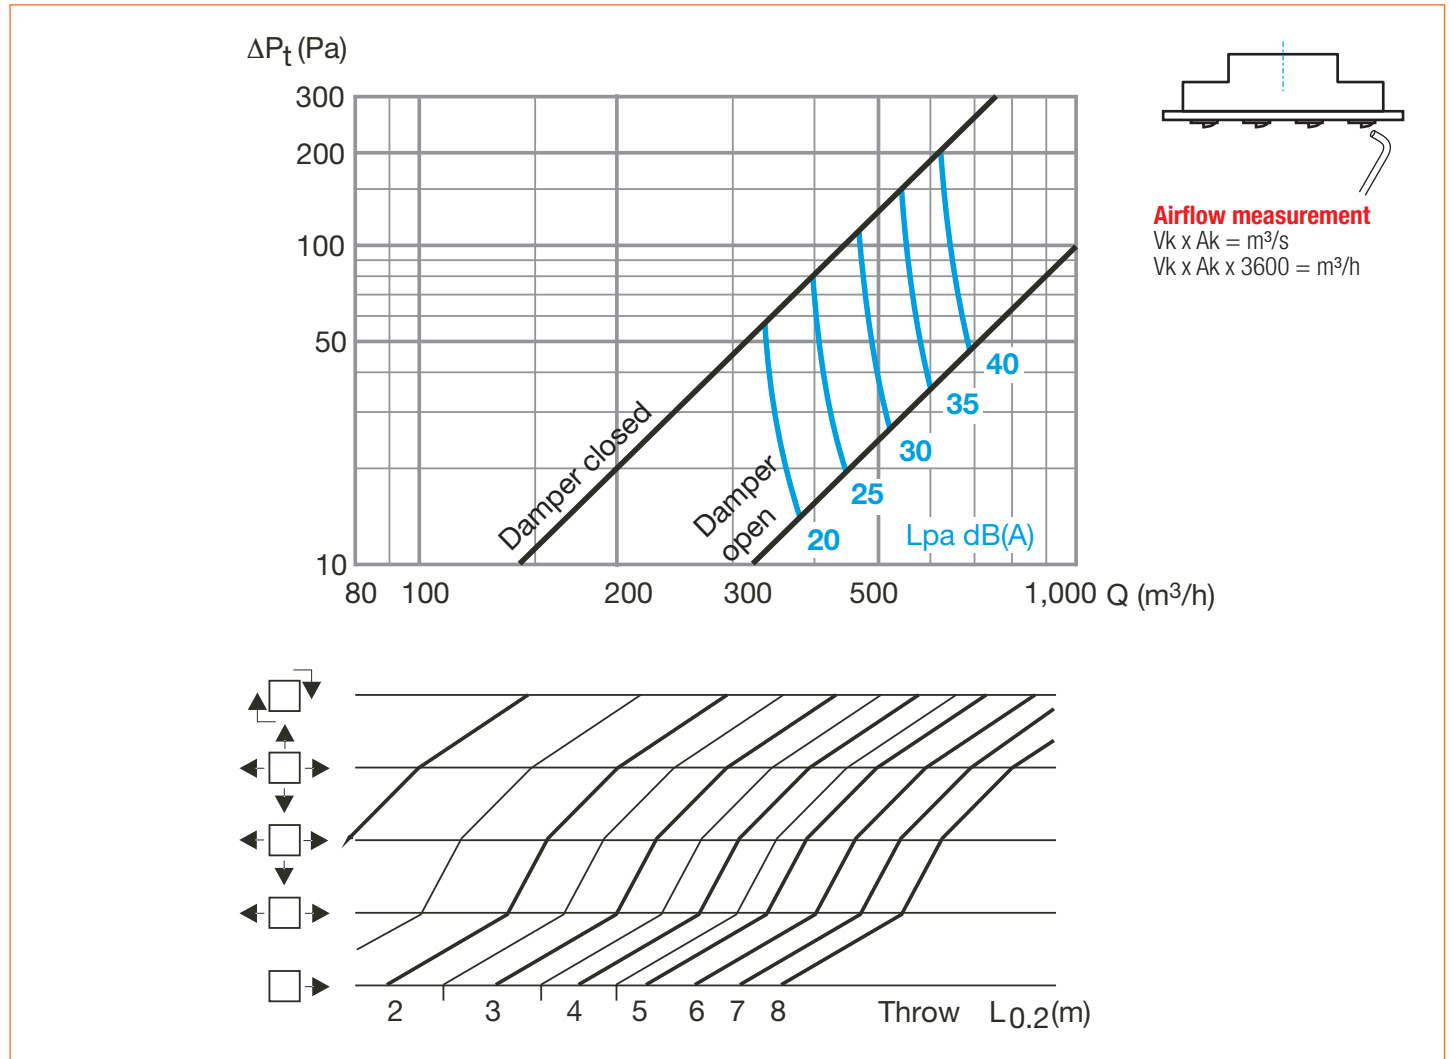 ΔPt (Pa)
300
200
100
50
10
80 100 200 300 500 1,000 Q (m³/h)
Damper closed
Damper
open
20
25
30
35
40
Lpa dB(A)
Airflow measurement
Vk x Ak = m³/s
Vk x Ak x 3600 = m³/h
2 3 4 5 6 7 8 Throw L0.2(m)